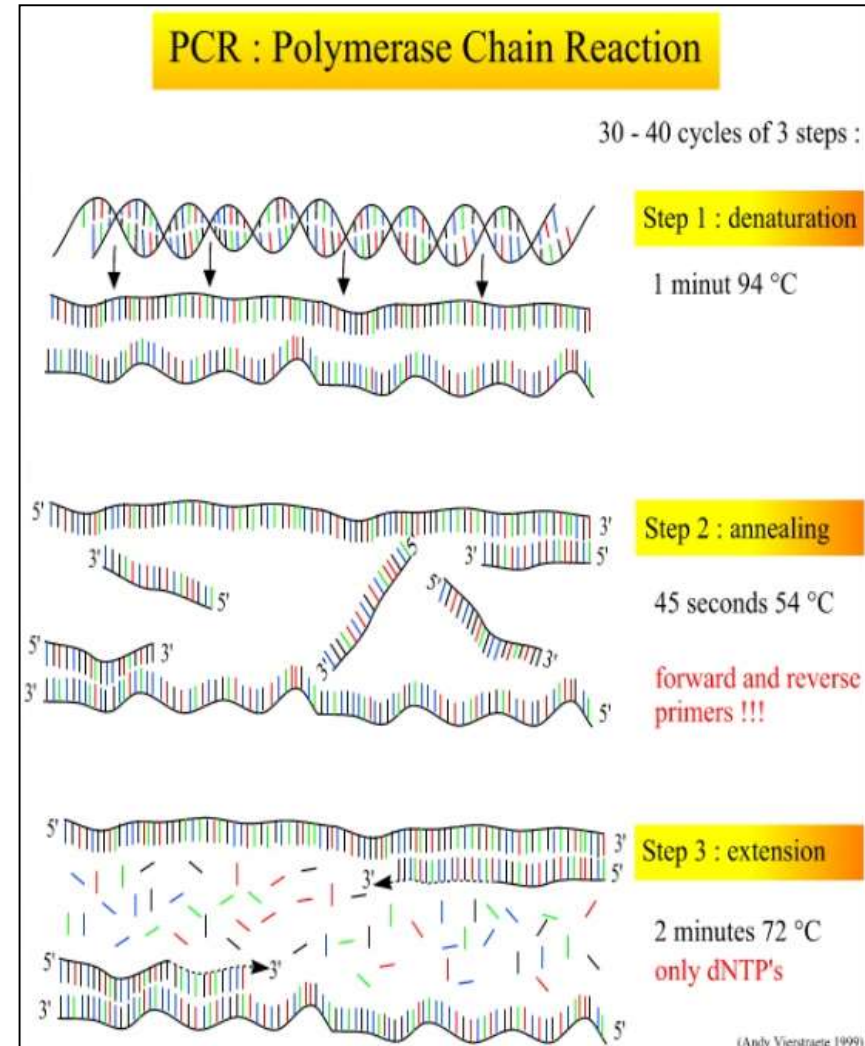 PCR : Polymerase Chain Reaction
30 - 40 cycles of 3 steps :
Step 1 : denaturation
1 minut 94 °C
5'
3'
Step 2 : annealing
3'
5'
5'
3'
5'
5'
45 seconds 54 °C
5'
3'
3'
3'
3'
5'
forward and reverse
primers !!!
5'
3'
Step 3 : extension
3'
5'
2 minutes 72 °C
only dNTP's
5'
3'
3'
5'
(Andy Vierstraete 1999)